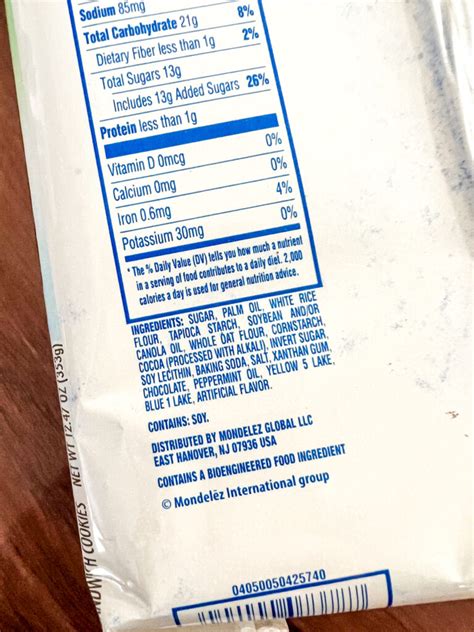 Sodium 85mg
Total Carbohydrate 21g 8%
Dietary Fiber less than 1g 2%
Total Sugars 13g
Includes 13g Added Sugars 26%
Protein less than 1g
Vitamin D 0mcg 0%
Calcium 0mg 0%
Iron 0.6mg 4%
Potassium 30mg 0%
* The % Daily Value (DV) tells you how much a nutrient
in a serving of food contributes to a daily diet. 2,000
calories a day is used for general nutrition advice.
INGREDIENTS: SUGAR, PALM OIL, WHITE RICE
FLOUR, TAPIOCA STARCH, SOYBEAN AND/OR
CANOLA OIL, WHOLE OAT FLOUR, CORNSTARCH,
COCOA (PROCESSED WITH ALKALI), INVERT SUGAR,
SOY LECITHIN, BAKING SODA, SALT, XANTHAN GUM,
CHOCOLATE, PEPPERMINT OIL, YELLOW 5 LAKE,
BLUE 1 LAKE, ARTIFICIAL FLAVOR.
CONTAINS: SOY.
DISTRIBUTED BY MONDELEZ GLOBAL LLC
EAST HANOVER, NJ 07936 USA
CONTAINS A BIOENGINEERED FOOD INGREDIENT
© Mondelēz International group
COOKIES NET WT 12.47 OZ (353g)
04050050425740